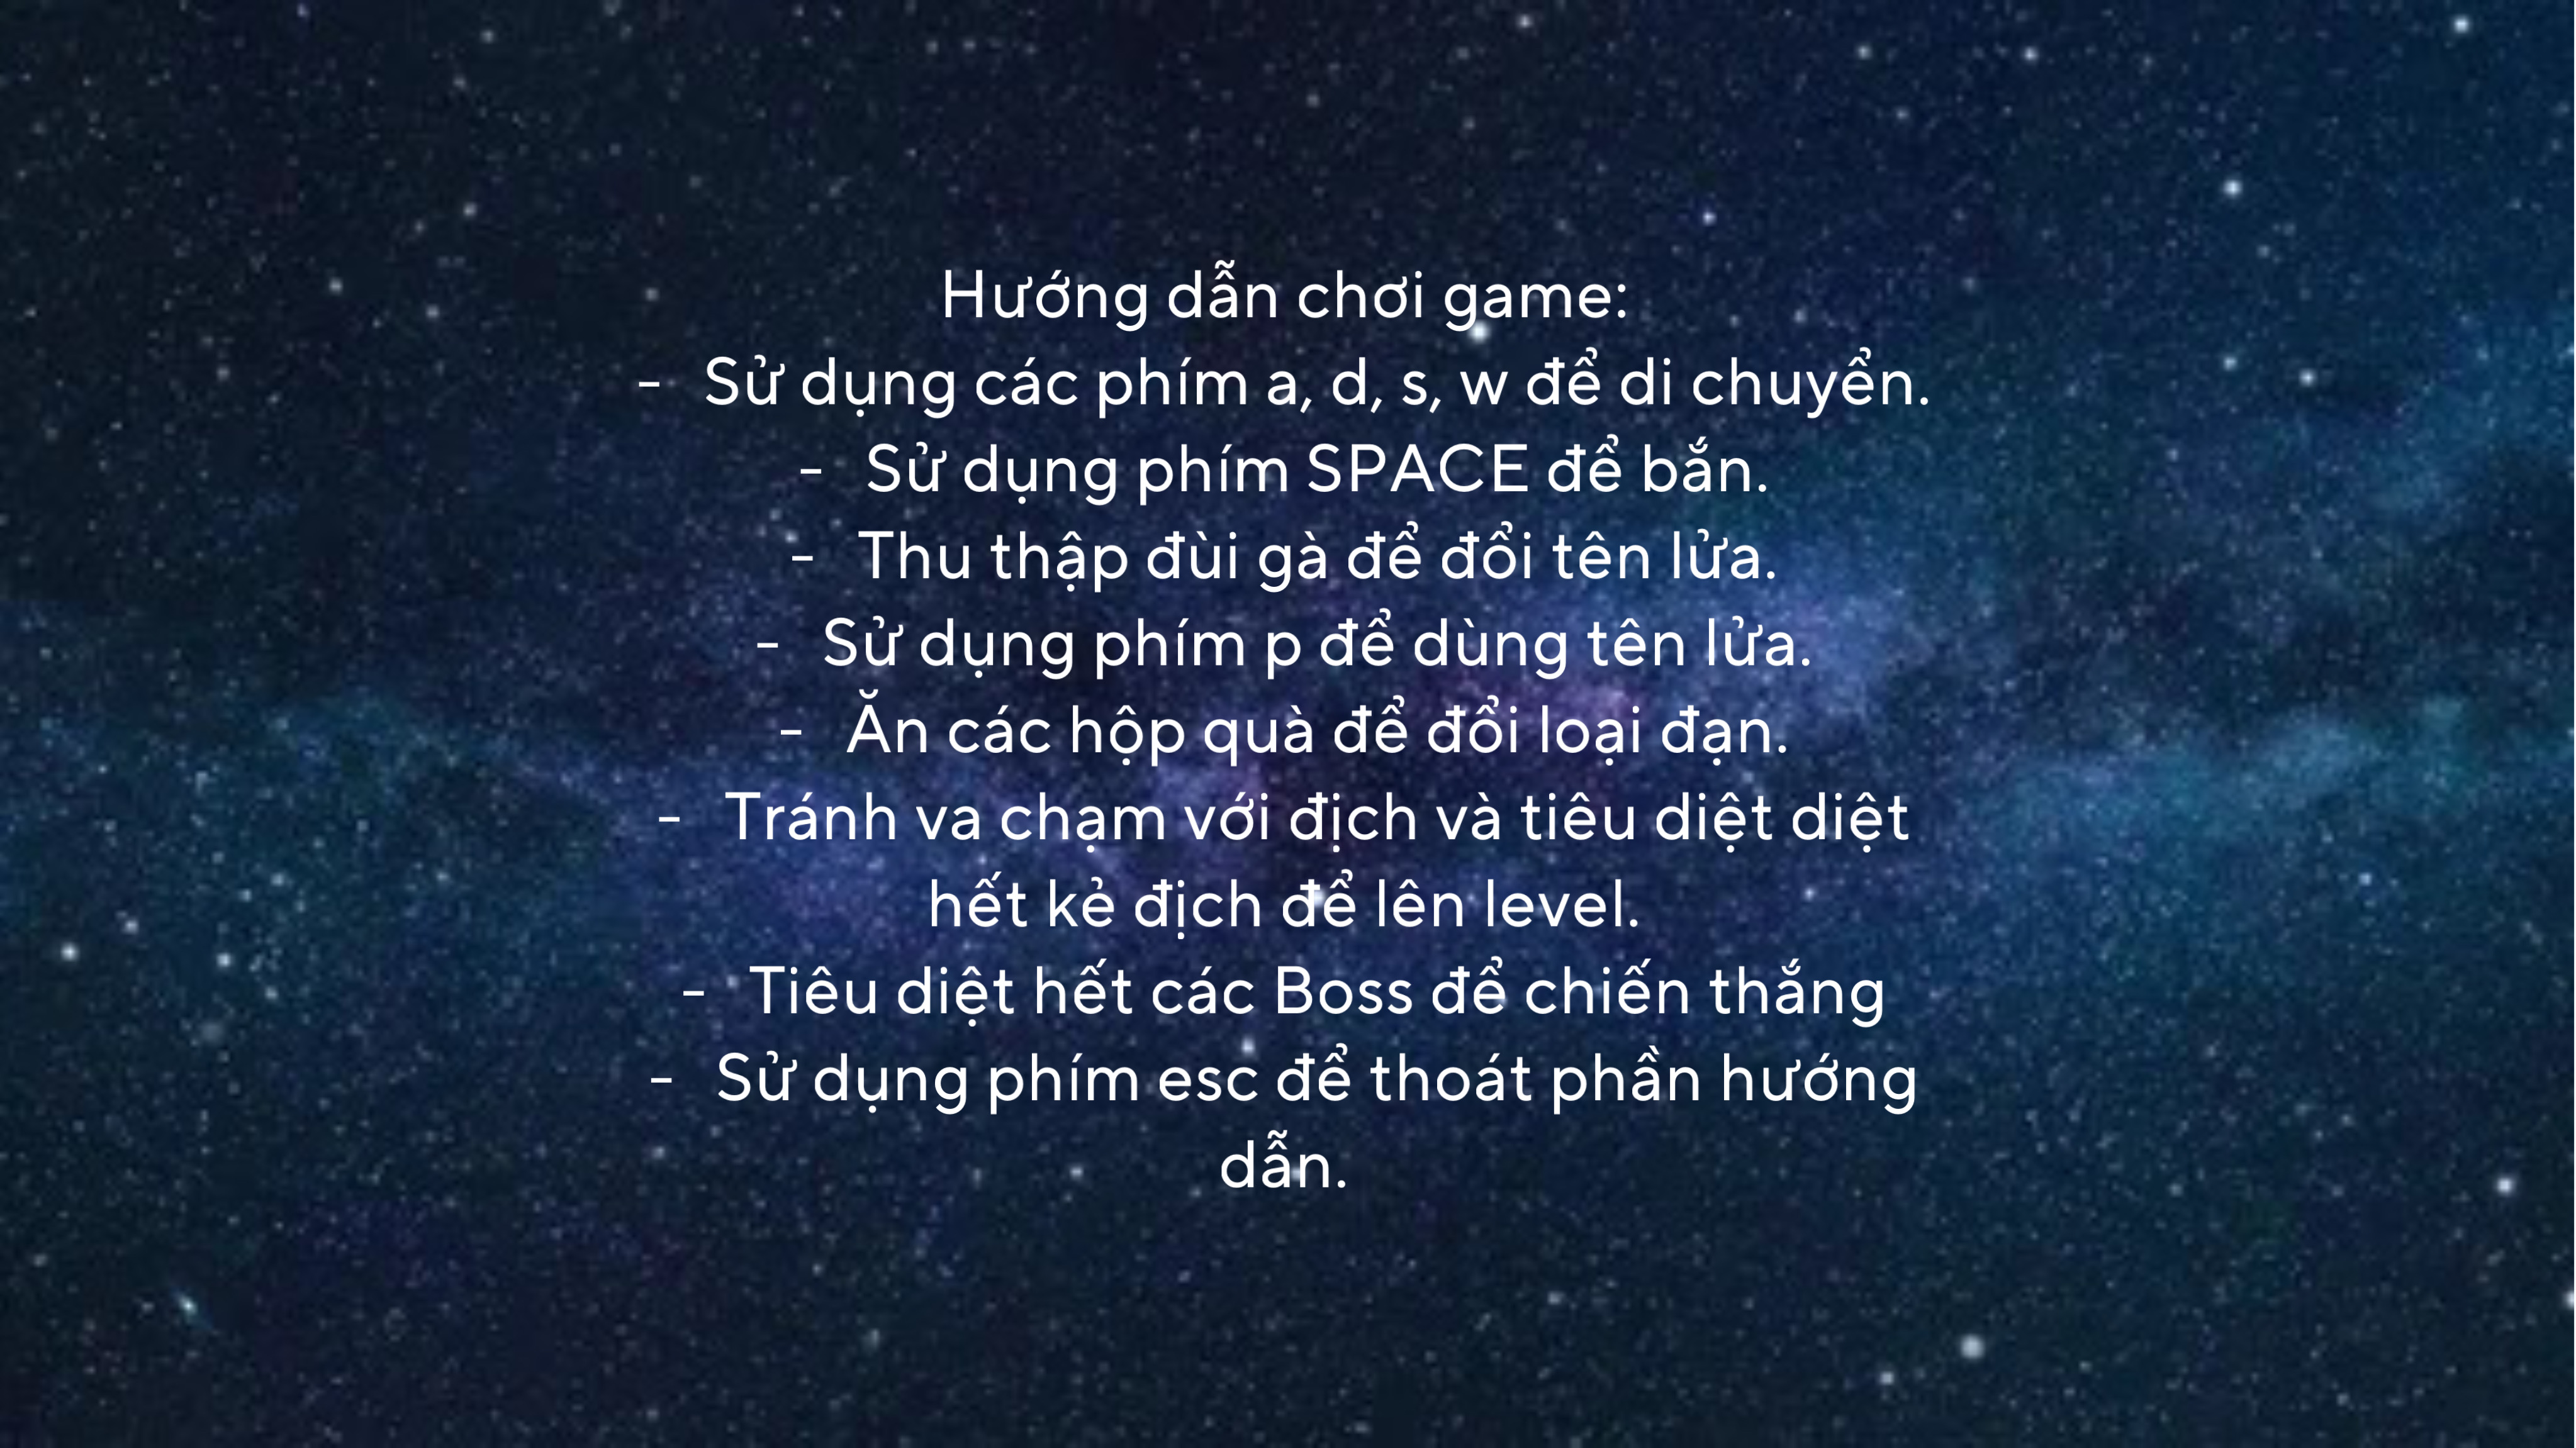 Hướng dẫn chơi game:
- Sử dụng các phím a, d, s, w để di chuyển.
- Sử dụng phím SPACE để bắn.
- Thu thập đùi gà để đổi tên lửa.
- Sử dụng phím p để dùng tên lửa.
- Ăn các hộp quà để đổi loại đạn.
- Tránh va chạm với địch và tiêu diệt diệt
hết kẻ địch để lên level.
- Tiêu diệt hết các Boss để chiến thắng
- Sử dụng phím esc để thoát phần hướng
dẫn.